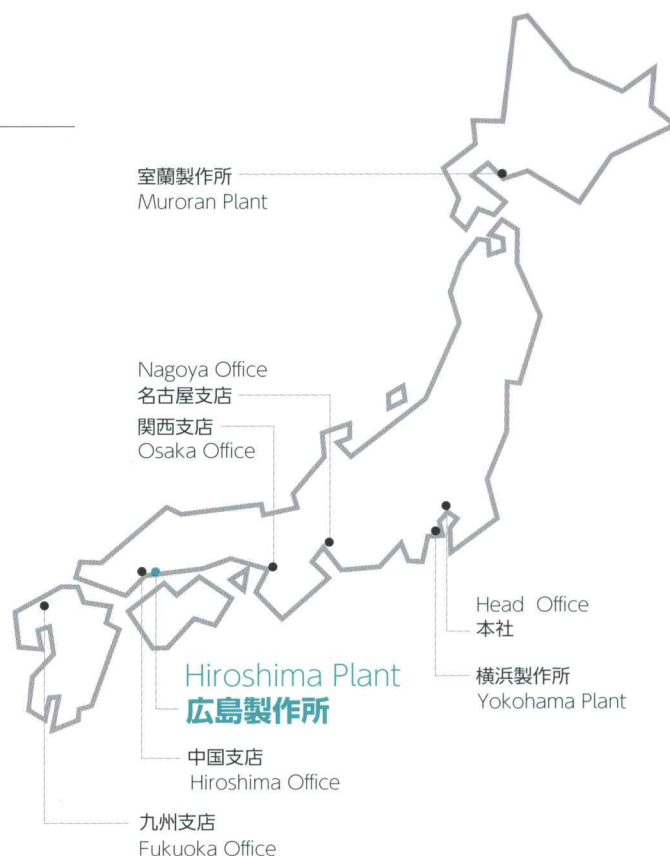 室蘭製作所
Muroran Plant
Nagoya Office
名古屋支店
関西支店
Osaka Office
Head Office
本社
横浜製作所
Yokohama Plant
Hiroshima Plant
広島製作所
中国支店
Hiroshima Office
九州支店
Fukuoka Office